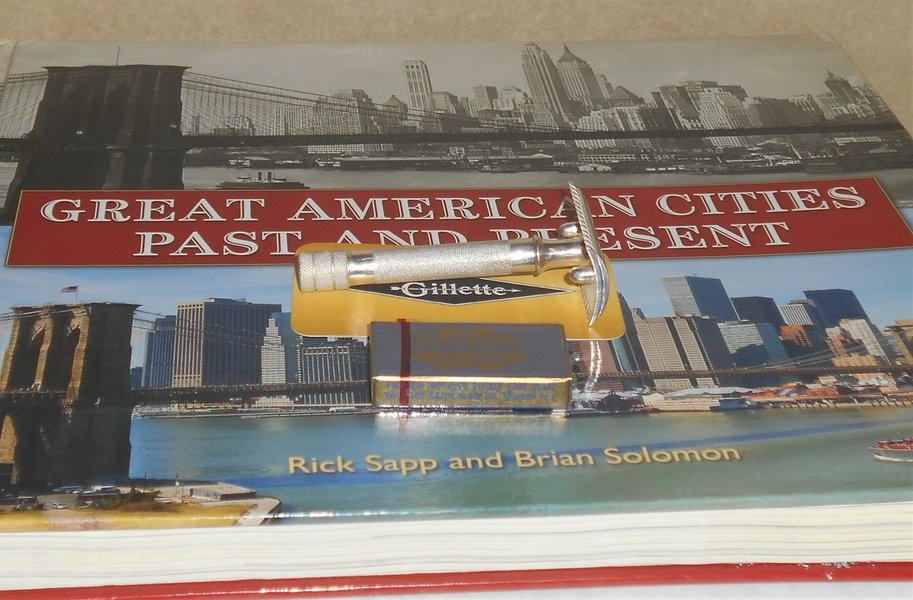 GREAT AMERICAN CITIES
PAST AND PRESENT
Gillette
Rick Sapp and Brian Solomon